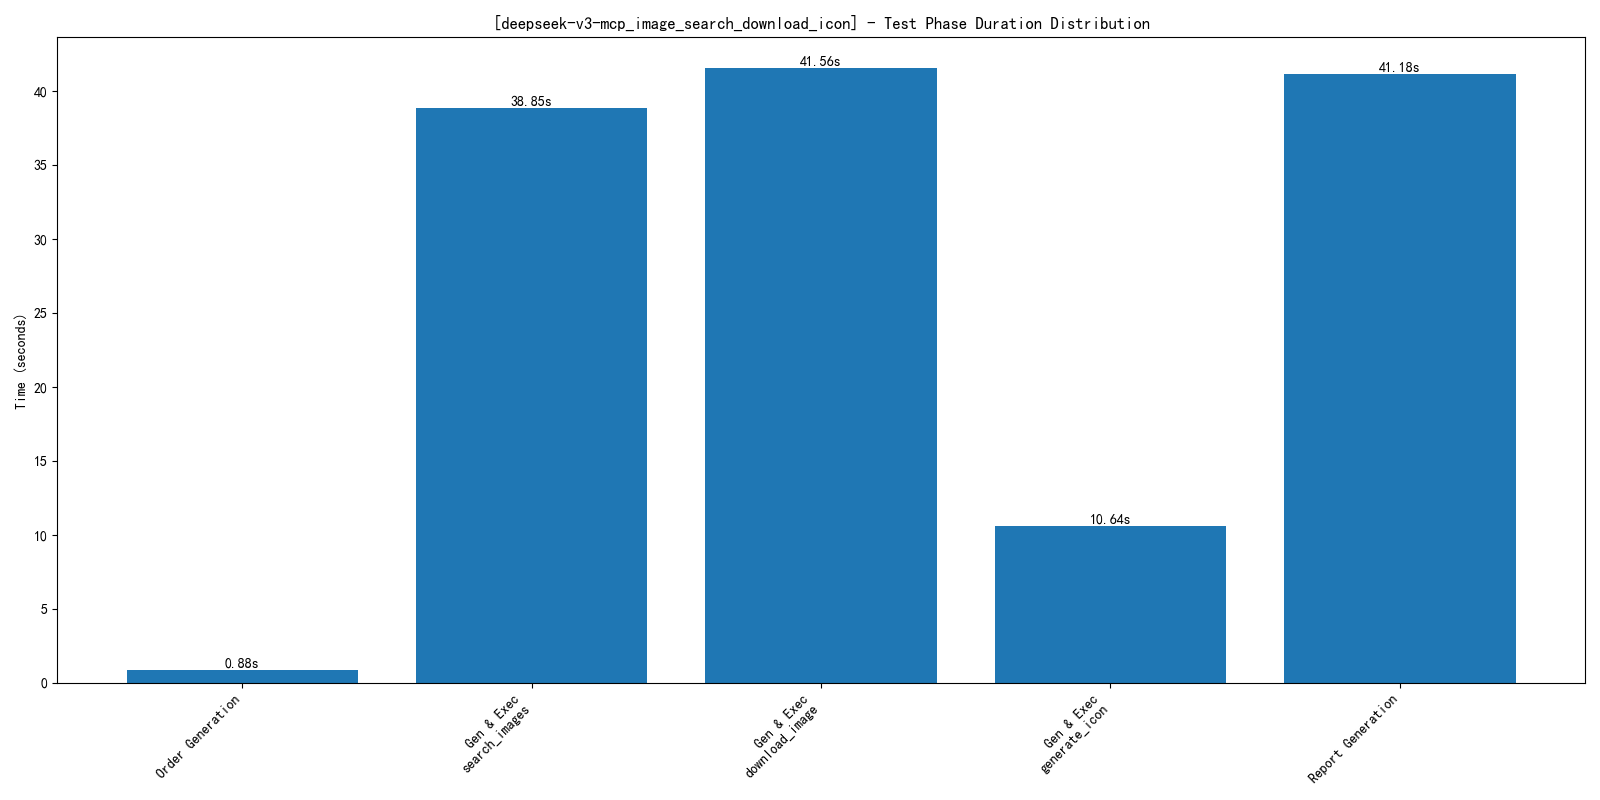 [deepseek-v3-mcp_image_search_download_icon] - Test Phase Duration Distribution
Time (seconds)
40
35
30
25
20
15
10
5
0
0.88s
38.85s
41.56s
10.64s
41.18s
Order Generation
Gen & Exec
search_images
Gen & Exec
download_image
Gen & Exec
generate_icon
Report Generation